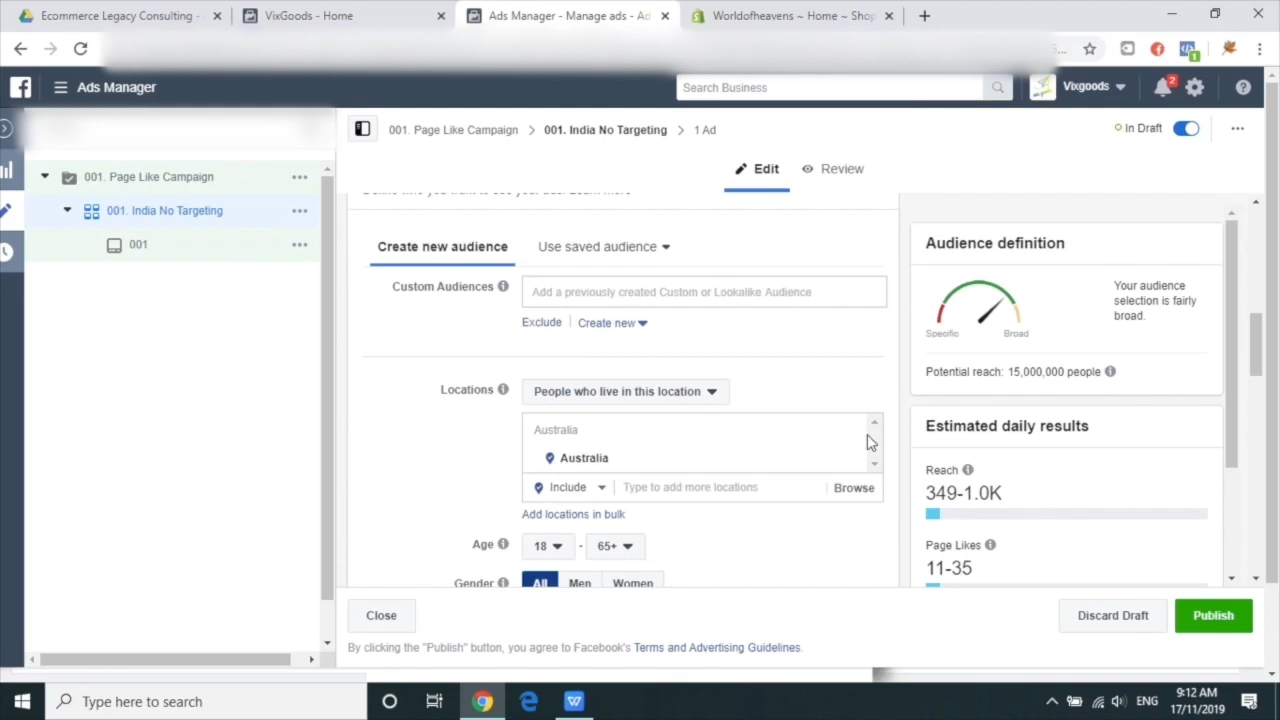 Ecommerce Legacy Consulting -
VixGoods - Home
Ads Manager - Manage ads - Ad
Worldofheavens ~ Home ~ Shop
Ads Manager
Search Business
Vixgoods
2
1
001. Page Like Campaign
001. India No Targeting
1 Ad
In Draft
Edit
Review
001. Page Like Campaign
001. India No Targeting
001
Create new audience
Use saved audience
Custom Audiences
Add a previously created Custom or Lookalike Audience
Exclude
Create new
Locations
People who live in this location
Australia
Australia
Include
Type to add more locations
Browse
Add locations in bulk
Age
18 - 65+
Gender
All
Men
Women
Audience definition
Specific
Broad
Your audience
selection is fairly
broad.
Potential reach: 15,000,000 people
Estimated daily results
Reach
349-1.0K
Page Likes
11-35
Close
Discard Draft
Publish
By clicking the "Publish" button, you agree to Facebook's Terms and Advertising Guidelines.
Type here to search
ENG
9:12 AM
17/11/2019